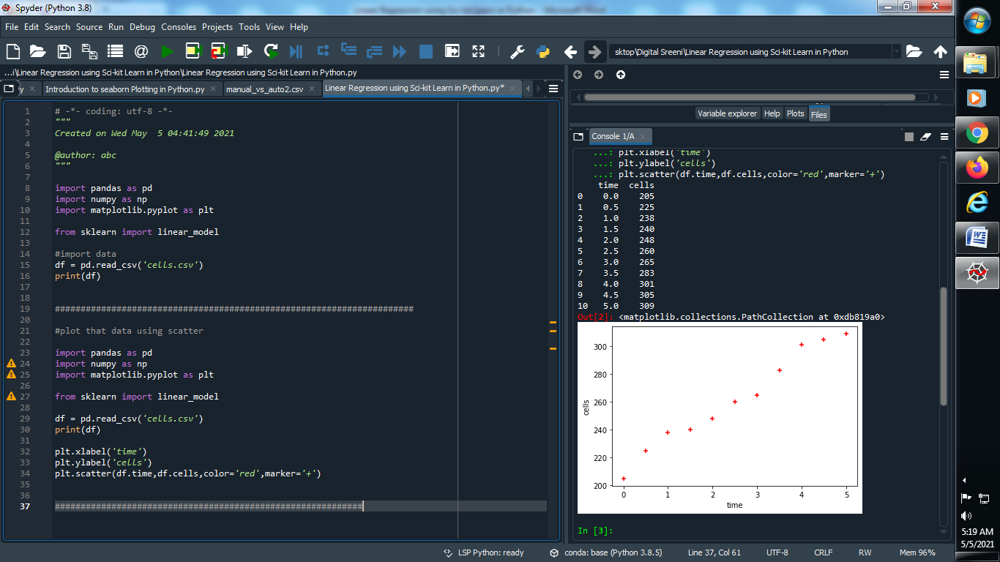 Spyder (Python 3.8)
File Edit Search Source Run Debug Consoles Projects Tools View Help
sktop\Digital Sreeni\Linear Regression using Sci-kit Learn in Python
...i\Linear Regression using Sci-kit Learn in Python\Linear Regression using Sci-kit Learn in Python.py
y Introduction to seaborn Plotting in Python.py manual_vs_auto2.csv Linear Regression using Sci-kit Learn in Python.py*
1 # -*- coding: utf-8 -*-
2 """
3 Created on Wed May  5 04:41:49 2021
4
5 @author: abc
6 """
7
8 import pandas as pd
9 import numpy as np
10 import matplotlib.pyplot as plt
11
12 from sklearn import linear_model
13
14 #import data
15 df = pd.read_csv('cells.csv')
16 print(df)
17
18
19 ######################################################################
20
21 #plot that data using scatter
22
23 import pandas as pd
24 import numpy as np
25 import matplotlib.pyplot as plt
26
27 from sklearn import linear_model
28
29 df = pd.read_csv('cells.csv')
30 print(df)
31
32 plt.xlabel('time')
33 plt.ylabel('cells')
34 plt.scatter(df.time,df.cells,color='red',marker='+')
35
36
37 ############################################################
Variable explorer Help Plots Files
Console 1/A
...: plt.xlabel('time')
...: plt.ylabel('cells')
...: plt.scatter(df.time,df.cells,color='red',marker='+')
time cells
0 0.0 205
1 0.5 225
2 1.0 238
3 1.5 240
4 2.0 248
5 2.5 260
6 3.0 265
7 3.5 283
8 4.0 301
9 4.5 305
10 5.0 309
Out[2]: <matplotlib.collections.PathCollection at 0xdb819a0>
300
280
260
240
220
200
cells
0 1 2 3 4 5
time
In [3]:
LSP Python: ready conda: base (Python 3.8.5) Line 37, Col 61 UTF-8 CRLF RW Mem 96%
5:19 AM
5/5/2021